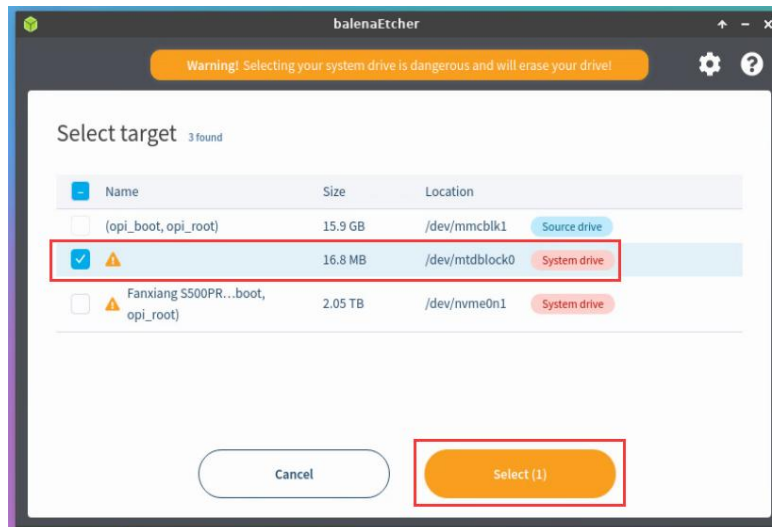 balenaEtcher
Warning! Selecting your system drive is dangerous and will erase your drive!
Select target 3 found
Name Size Location
(opi_boot, opi_root) 15.9 GB /dev/mmcblk1 Source drive
16.8 MB /dev/mtdblock0 System drive
Fanxiang S500PR...boot, opi_root) 2.05 TB /dev/nvme0n1 System drive
Cancel Select (1)